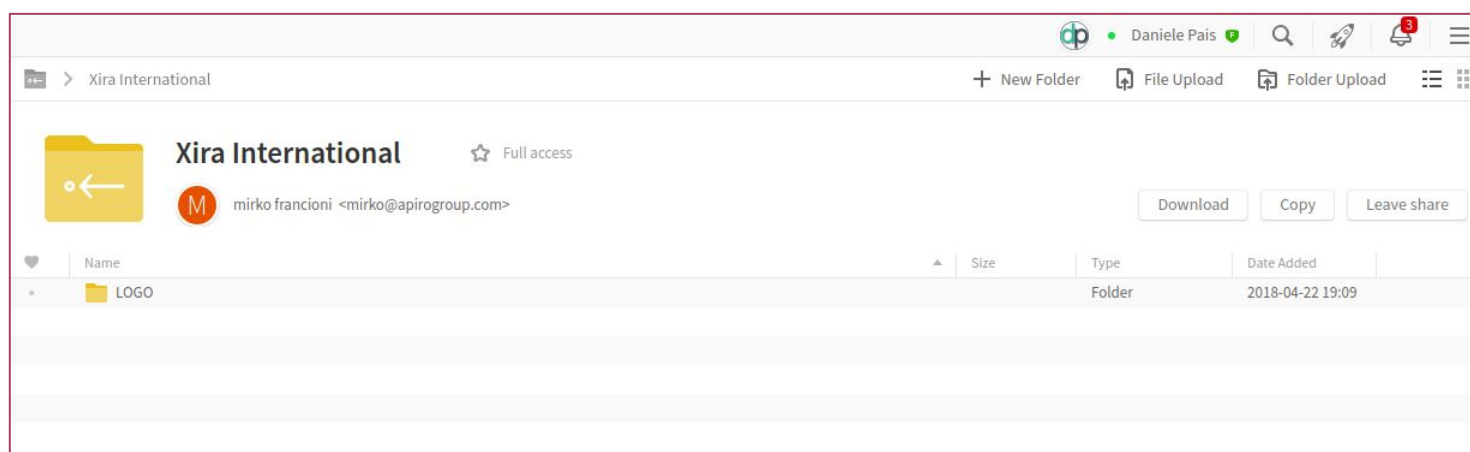 dp Daniele Pais F 3
Xira International New Folder File Upload Folder Upload
Xira International Full access
M mirko francioni <mirko@apirogroup.com> Download Copy Leave share
Name Size Type Date Added
LOGO Folder 2018-04-22 19:09